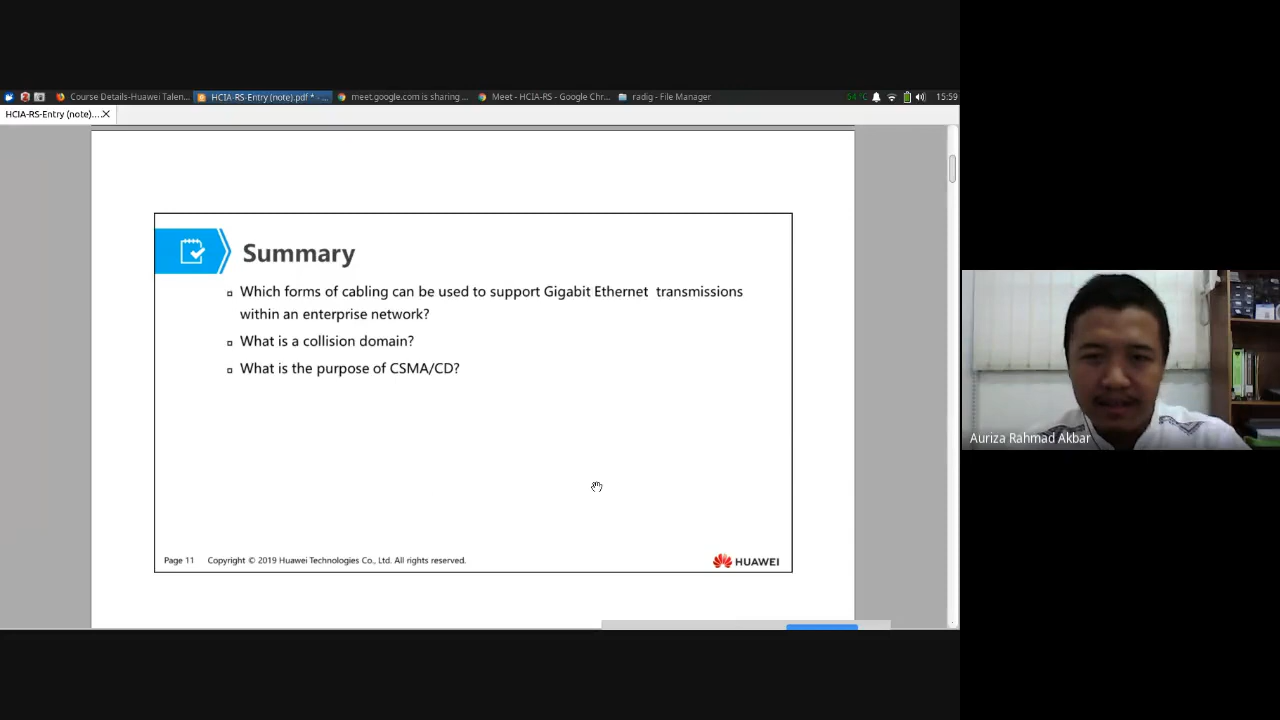 Course Details-Huawei Talen...
HCIA-RS-Entry (note).pdf * -...
meet.google.com is sharing ...
Meet - HCIA-RS - Google Chr...
radig - File Manager
54°C
15:59
HCIA-RS-Entry (note)....
Summary
Which forms of cabling can be used to support Gigabit Ethernet transmissions
within an enterprise network?
What is a collision domain?
What is the purpose of CSMA/CD?
Page 11 Copyright © 2019 Huawei Technologies Co., Ltd. All rights reserved.
HUAWEI
Auriza Rahmad Akbar